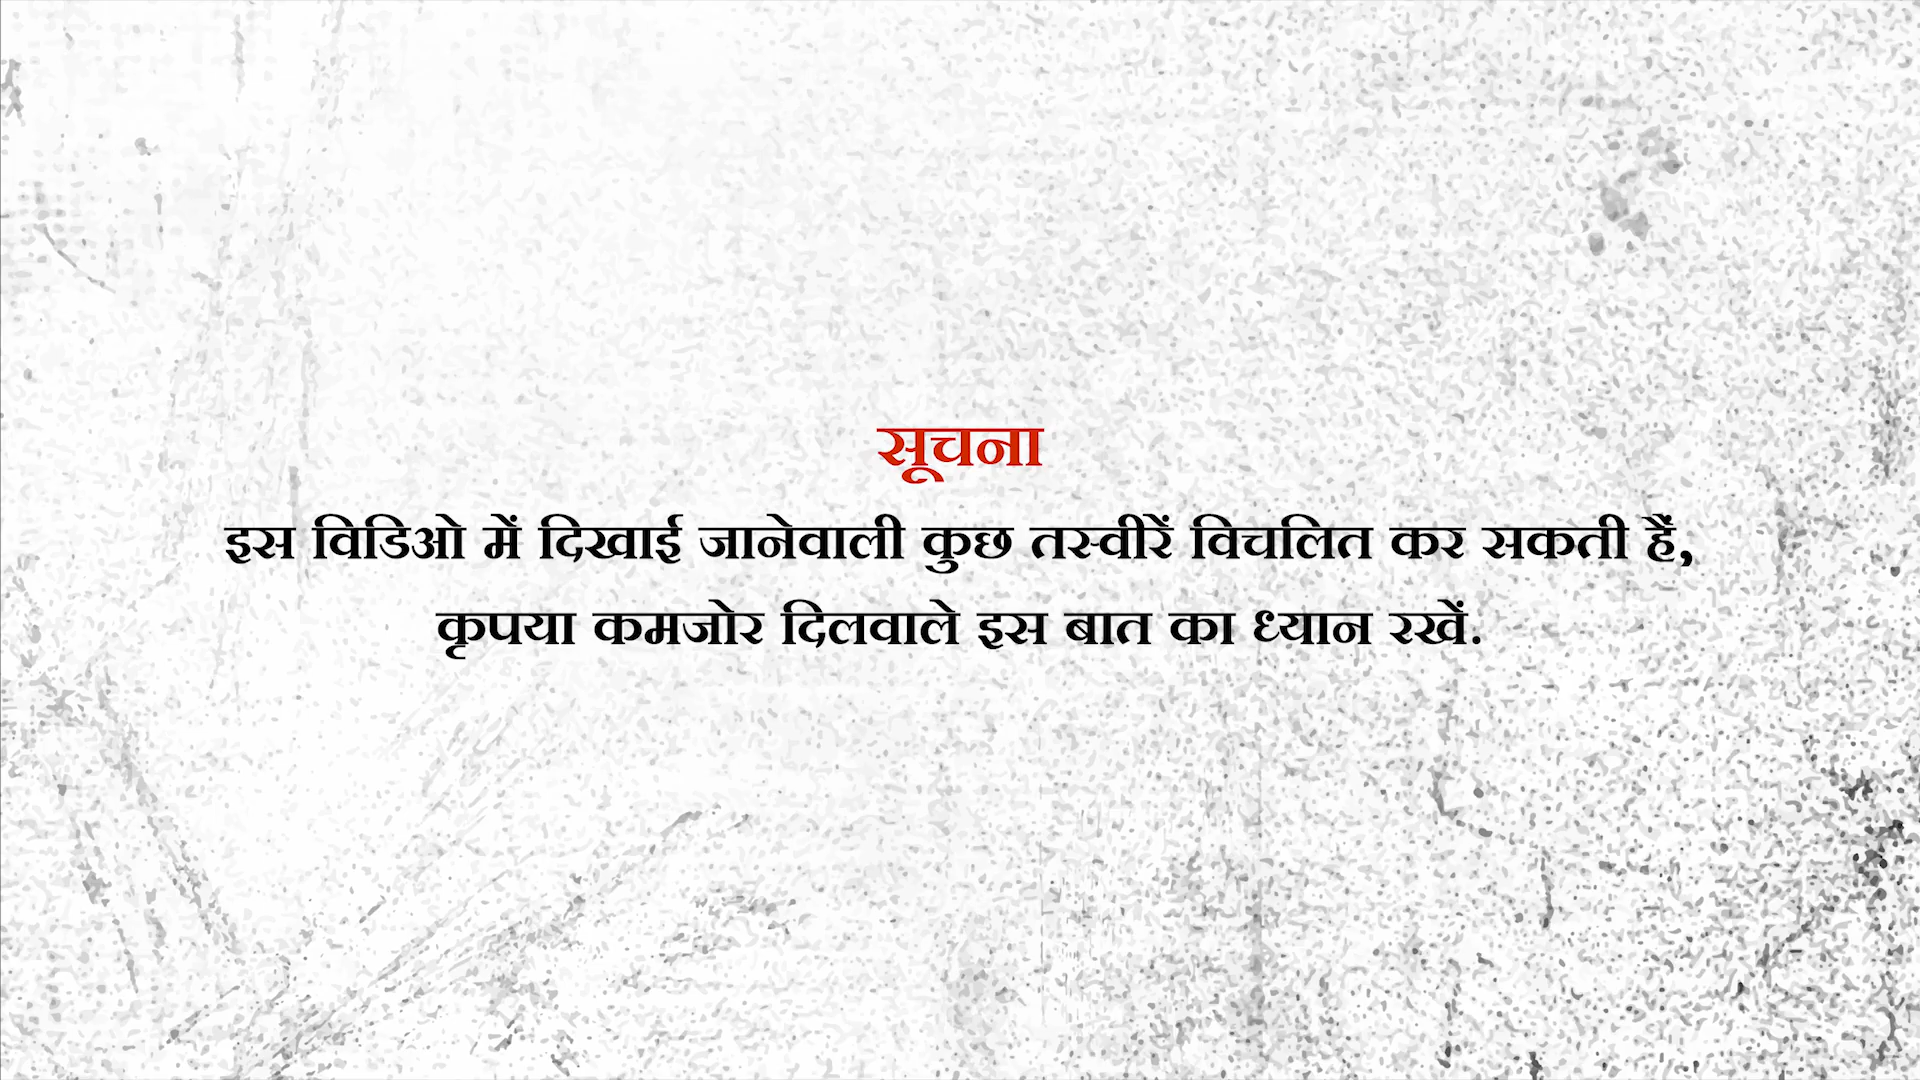 सूचना
इस विडिओ में दिखाई जानेवाली कुछ तस्वीरें विचलित कर सकती हैं,
कृपया कमजोर दिलवाले इस बात का ध्यान रखें.